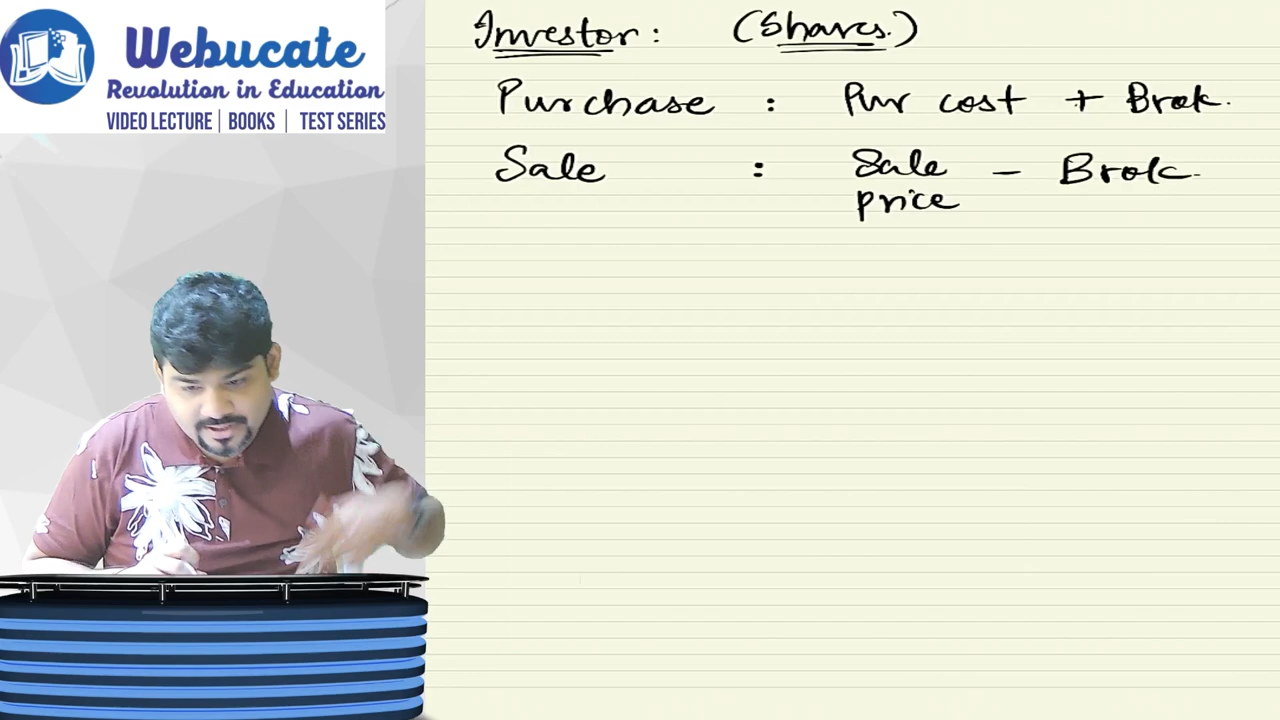 Webucate
Revolution in Education
VIDEO LECTURE | BOOKS | TEST SERIES
Investor : (Shares.)
Purchase : Pur cost + Brok.
Sale : Sale price - Brok.